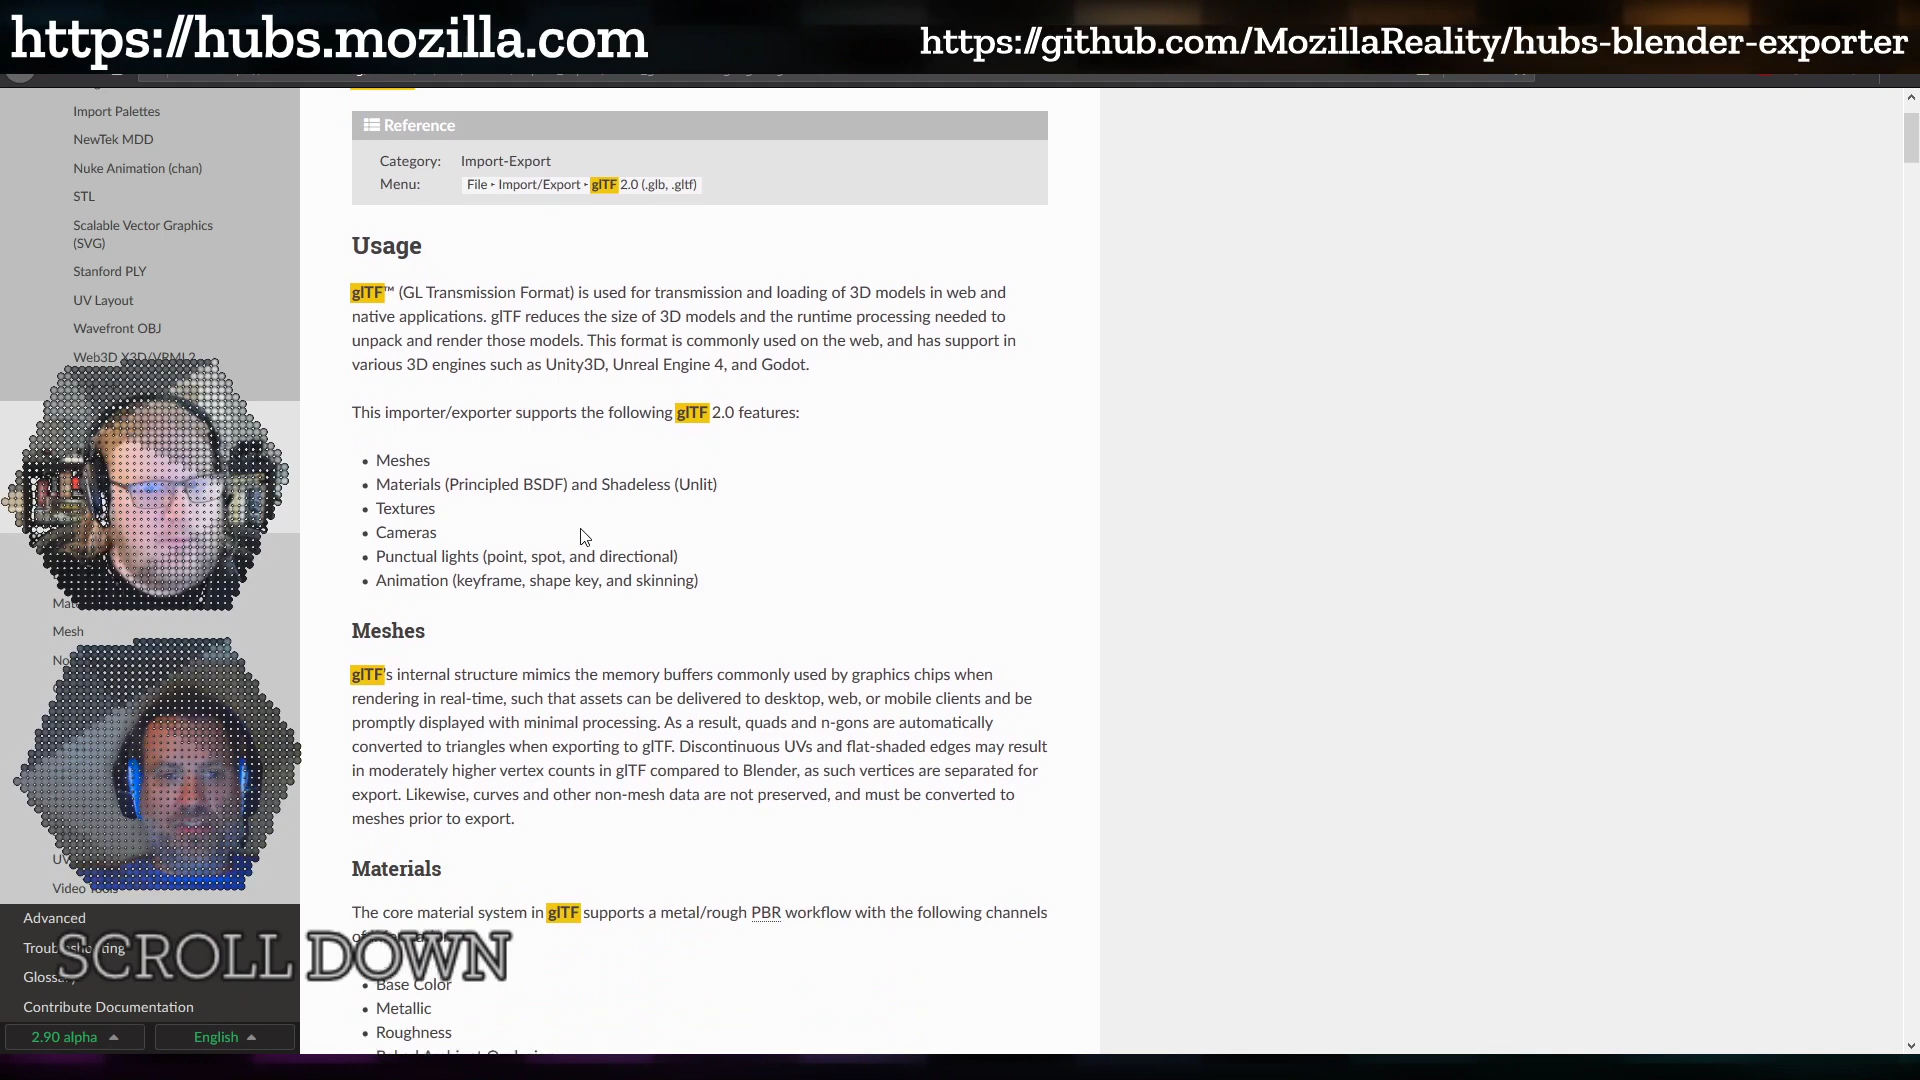 https://hubs.mozilla.com
https://github.com/MozillaReality/hubs-blender-exporter
Import Palettes
NewTek MDD
Nuke Animation (chan)
STL
Scalable Vector Graphics
(SVG)
Stanford PLY
UV Layout
Wavefront OBJ
Web3D X3D/VRML2
Mesh
UV
Video Tools
Advanced
Troubleshooting
Glossary
Contribute Documentation
2.90 alpha
English
Reference
Category: Import-Export
Menu: File ‣ Import/Export ‣ glTF 2.0 (.glb, .gltf)
Usage
glTF™ (GL Transmission Format) is used for transmission and loading of 3D models in web and
native applications. glTF reduces the size of 3D models and the runtime processing needed to
unpack and render those models. This format is commonly used on the web, and has support in
various 3D engines such as Unity3D, Unreal Engine 4, and Godot.
This importer/exporter supports the following glTF 2.0 features:
• Meshes
• Materials (Principled BSDF) and Shadeless (Unlit)
• Textures
• Cameras
• Punctual lights (point, spot, and directional)
• Animation (keyframe, shape key, and skinning)
Meshes
glTF's internal structure mimics the memory buffers commonly used by graphics chips when
rendering in real-time, such that assets can be delivered to desktop, web, or mobile clients and be
promptly displayed with minimal processing. As a result, quads and n-gons are automatically
converted to triangles when exporting to glTF. Discontinuous UVs and flat-shaded edges may result
in moderately higher vertex counts in glTF compared to Blender, as such vertices are separated for
export. Likewise, curves and other non-mesh data are not preserved, and must be converted to
meshes prior to export.
Materials
The core material system in glTF supports a metal/rough PBR workflow with the following channels
of
SCROLL DOWN
• Base Color
• Metallic
• Roughness